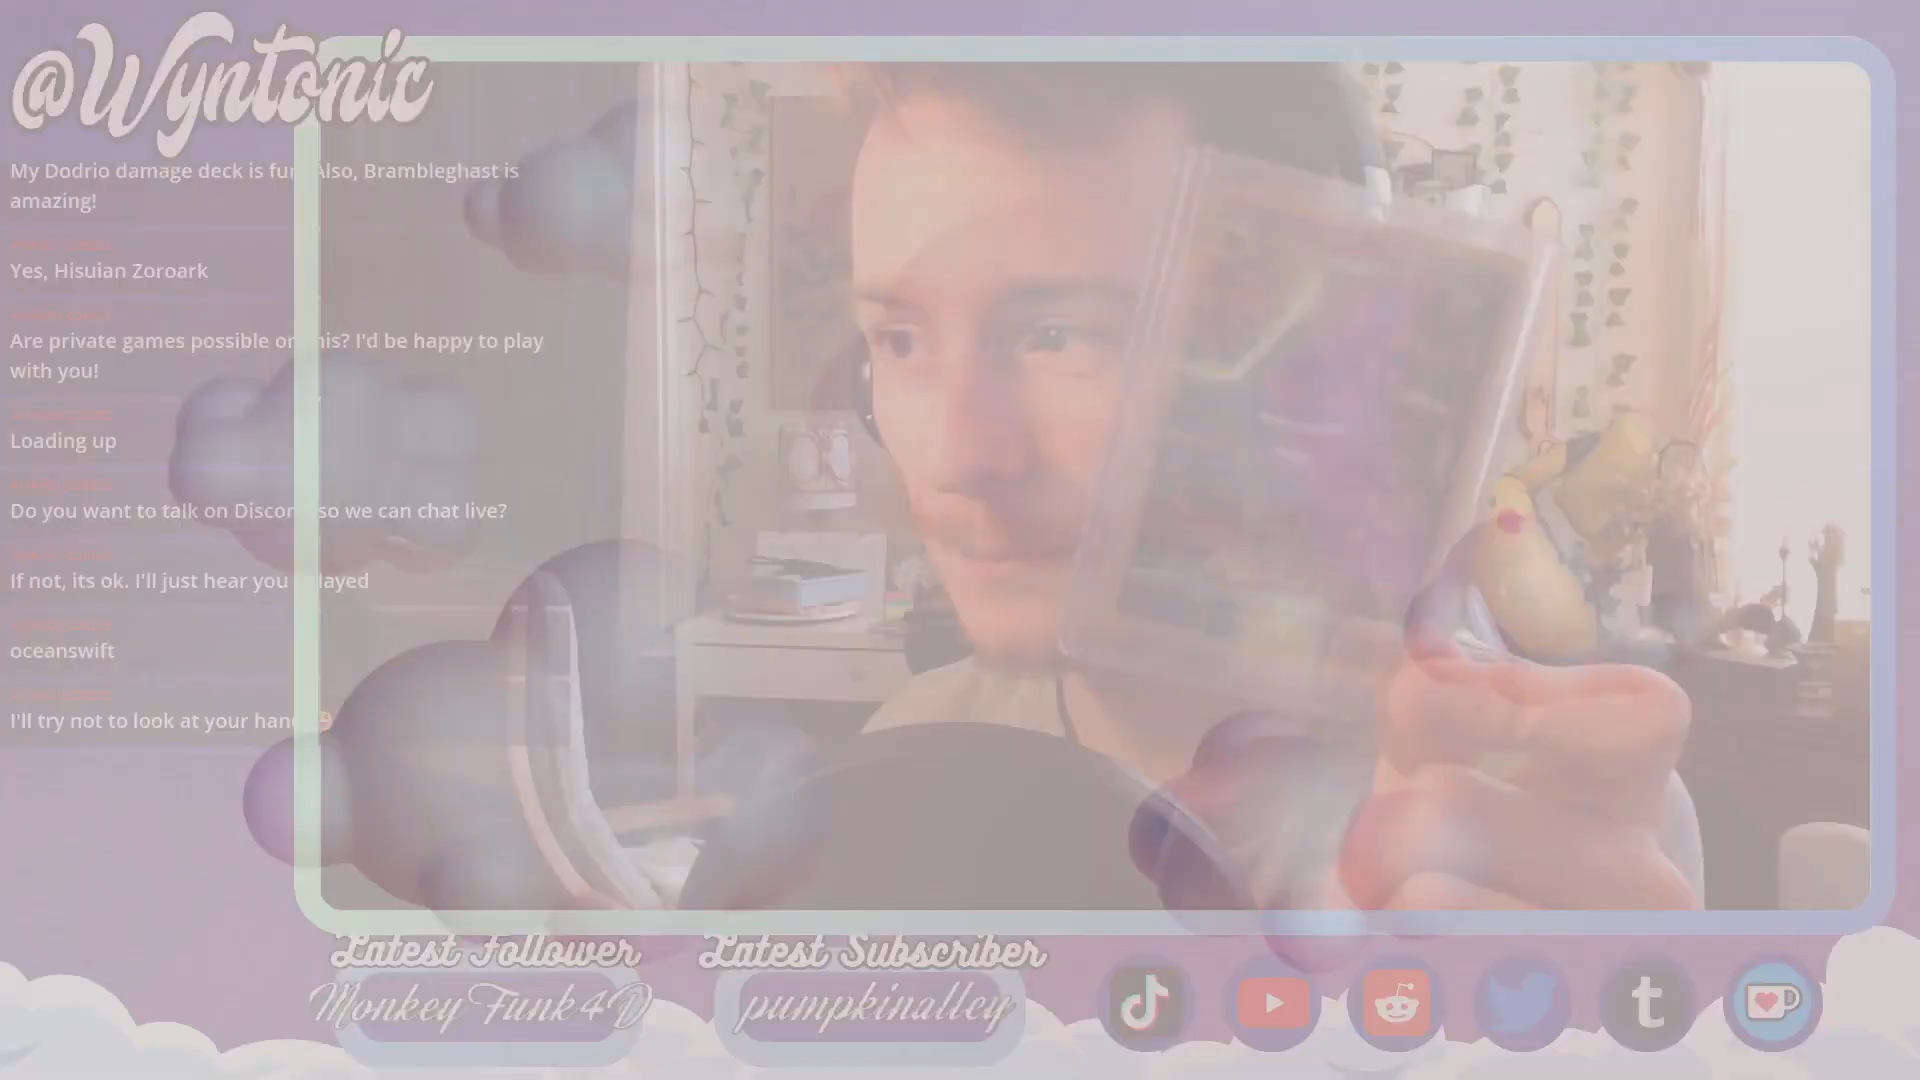 @Wyntonic
My Dodrio damage deck is fun Also, Brambleghast is
amazing!
Yes, Hisuian Zoroark
Are private games possible on this? I'd be happy to play
with you!
Loading up
Do you want to talk on Discord so we can chat live?
If not, its ok. I'll just hear you delayed
oceanswift
I'll try not to look at your hand
Latest Follower
Latest Subscriber
MonkeyFunk4D
pumpkinalley